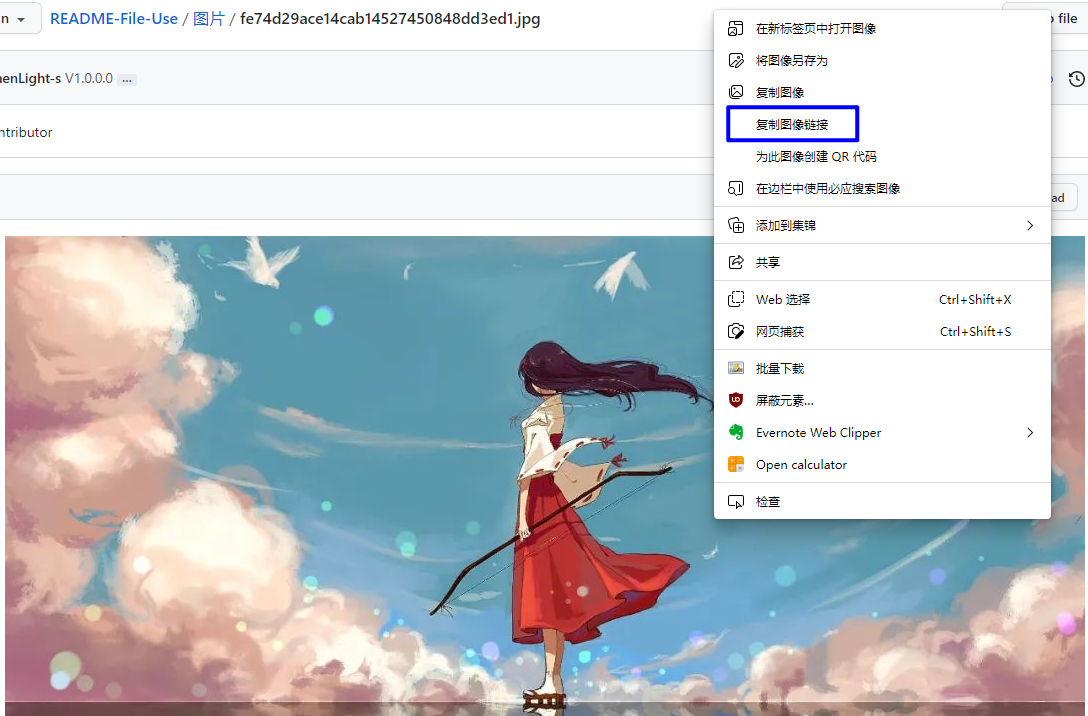 n
README-File-Use / 图片 / fe74d29ace14cab14527450848dd3ed1.jpg
file
enLight-s V1.0.0.0 ...
ntributor
ad
在新标签页中打开图像
将图像另存为
复制图像
复制图像链接
为此图像创建 QR 代码
在边栏中使用必应搜索图像
添加到集锦
共享
Web 选择 Ctrl+Shift+X
网页捕获 Ctrl+Shift+S
批量下载
屏蔽元素...
Evernote Web Clipper
Open calculator
检查